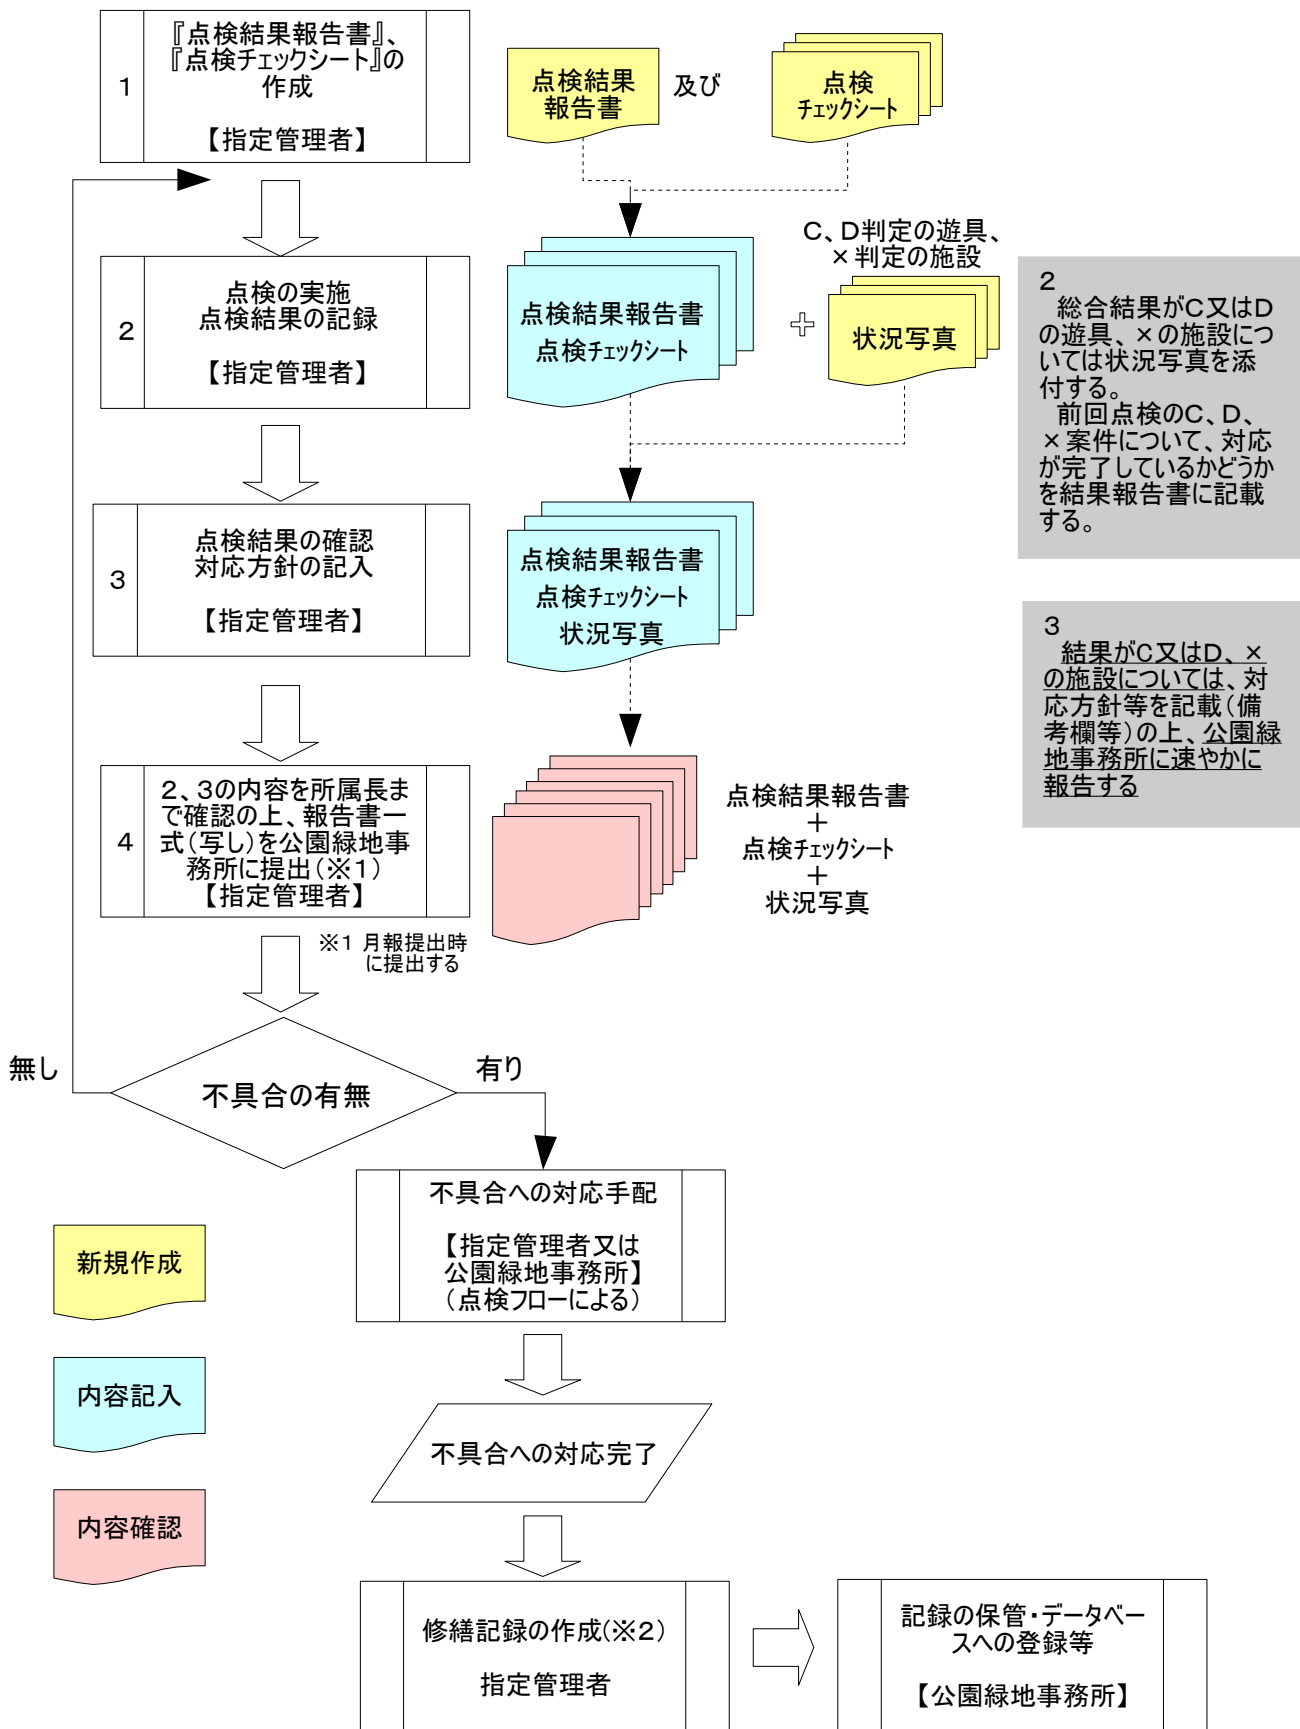 1
『点検結果報告書』、
『点検チェックシート』の
作成
【指定管理者】
点検結果
報告書
及び
点検
チェックシート
2
点検の実施
点検結果の記録
【指定管理者】
点検結果報告書
点検チェックシート
C、D判定の遊具、
×判定の施設
状況写真
2
総合結果がC又はD
の遊具、×の施設につ
いては状況写真を添
付する。
前回点検のC、D、
×案件について、対応
が完了しているかどうか
を結果報告書に記載
する。
3
点検結果の確認
対応方針の記入
【指定管理者】
点検結果報告書
点検チェックシート
状況写真
3
結果がC又はD、×
の施設については、対
応方針等を記載（備
考欄等）の上、公園緑
地事務所に速やかに
報告する
4
2、3の内容を所属長ま
で確認の上、報告書一
式（写し）を公園緑地事
務所に提出（※1）
【指定管理者】
点検結果報告書
+
点検チェックシート
+
状況写真
※1 月報提出時
に提出する
無し
不具合の有無
有り
不具合への対応手配
【指定管理者又は
公園緑地事務所】
（点検フローによる）
新規作成
内容記入
内容確認
不具合への対応完了
修繕記録の作成(※2)
指定管理者
記録の保管・データベー
スへの登録等
【公園緑地事務所】